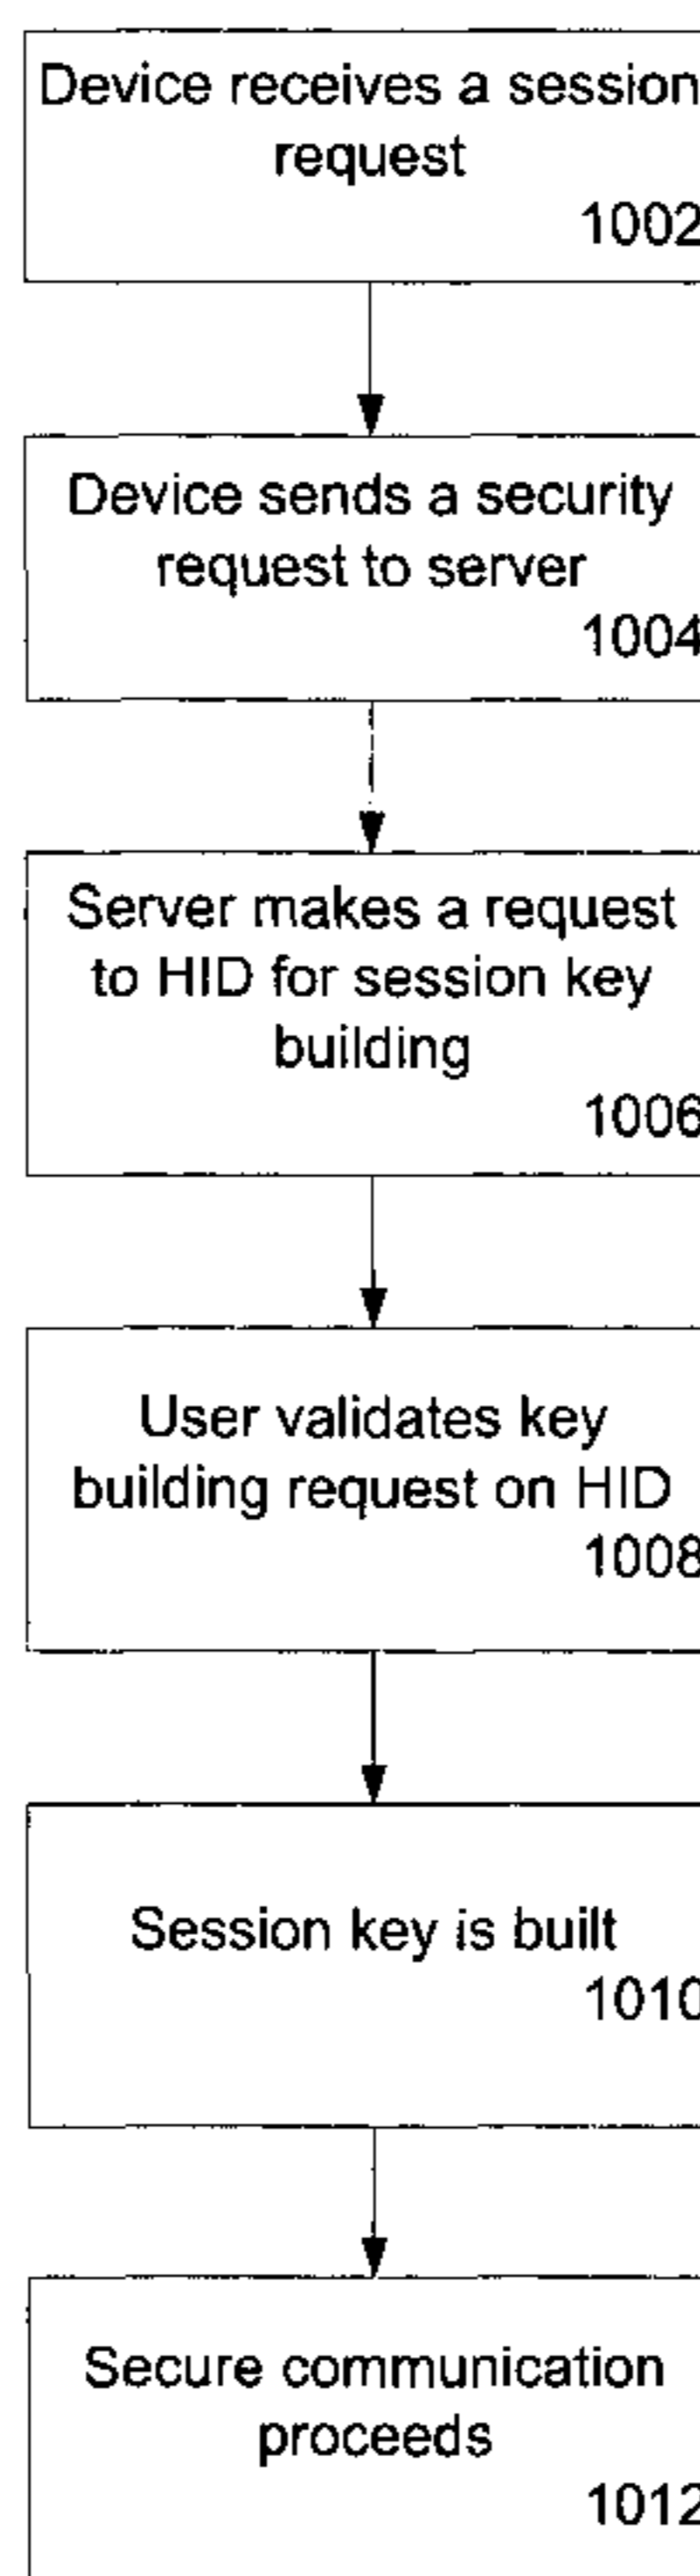 Device receives a session
request
1002
Device sends a security
request to server
1004
Server makes a request
to HID for session key
building
1006
User validates key
building request on HID
1008
Session key is built
1010
Secure communication
proceeds
1012